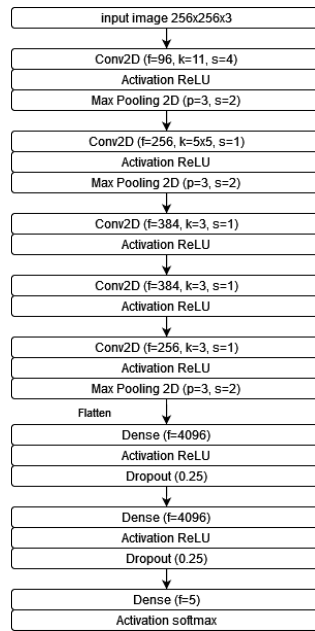 input image 256x256x3
Conv2D (f=96, k=11, s=4)
Activation ReLU
Max Pooling 2D (p=3, s=2)
Conv2D (f=256, k=5x5, s=1)
Activation ReLU
Max Pooling 2D (p=3, s=2)
Conv2D (f=384, k=3, s=1)
Activation ReLU
Conv2D (f=384, k=3, s=1)
Activation ReLU
Conv2D (f=256, k=3, s=1)
Activation ReLU
Max Pooling 2D (p=3, s=2)
Flatten
Dense (f=4096)
Activation ReLU
Dropout (0.25)
Dense (f=4096)
Activation ReLU
Dropout (0.25)
Dense (f=5)
Activation softmax